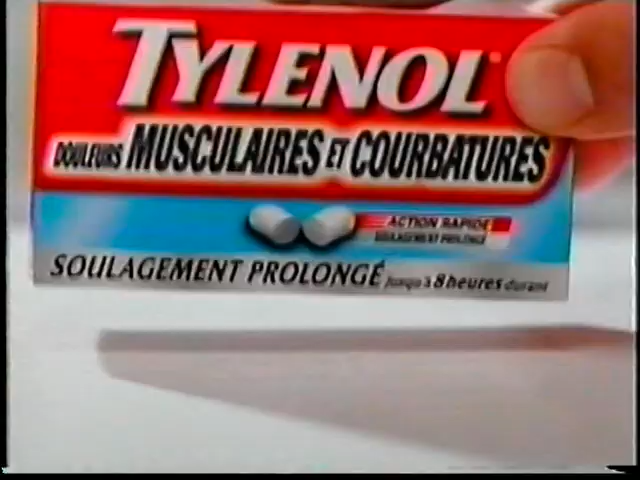 TYLENOL
DOULEURS MUSCULAIRES ET COURBATURES
ACTION RAPIDE
SOULAGEMENT PROLONGÉ
SOULAGEMENT PROLONGÉ jusqu'à 8 heures durant